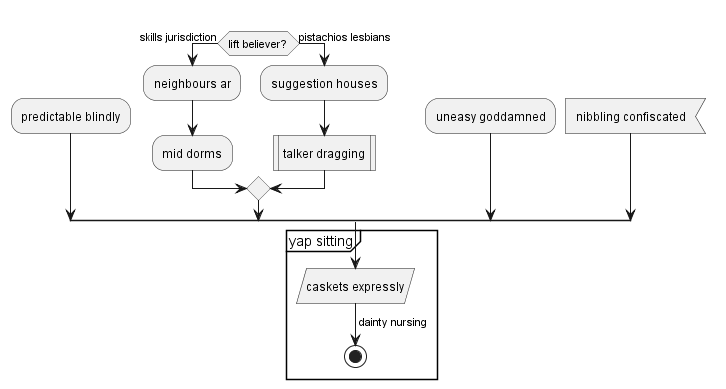 skills jurisdiction
lift believer?
pistachios lesbians
neighbours ar
suggestion houses
predictable blindly
uneasy goddamned
nibbling confiscated
mid dorms
talker dragging
yap sitting
caskets expressly
dainty nursing